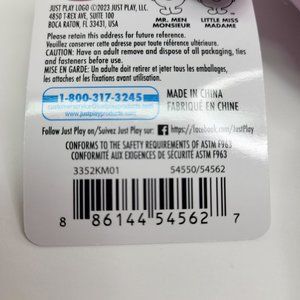 JUST PLAY LOGO ©2023 JUST PLAY, LLC.
4850 T-REX AVE, SUITE 100
BOCA RATON, FL 33431, USA
MR. MEN
MONSIEUR
LITTLE MISS
MADAME
Please retain this address for future reference.
Veuillez conserver cette adresse pour toute référence ultérieure.
CAUTION: Have an adult remove and dispose of all packaging, ties
and fasteners before use.
MISE EN GARDE: Un adulte doit retirer et jeter tous les emballages,
les attaches et les fixations avant utilisation.
1-800-317-3245
www.justplayproducts.com
MADE IN CHINA
FABRIQUÉ EN CHINE
Follow Just Play on/Suivez Just Play sur: f https://facebook.com/JustPlay
CONFORMS TO THE SAFETY REQUIREMENTS OF ASTM F963
CONFORMITÉ AUX EXIGENCES DE SÉCURITÉ ASTM F963
3352KM01
54550/54562
8 86144 54562 7